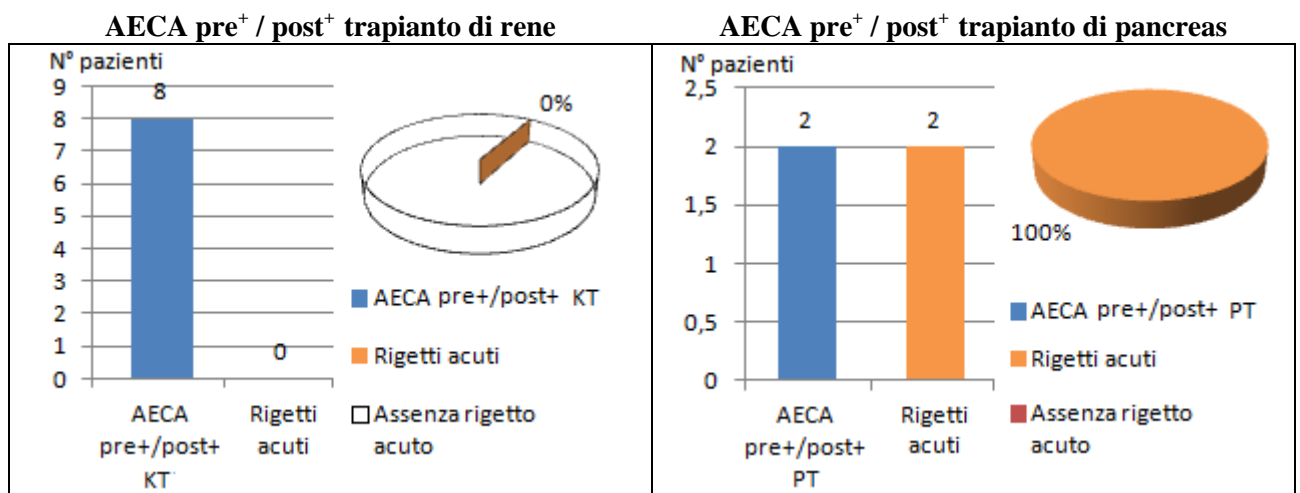 AECA pre+ / post+ trapianto di rene
N° pazienti
9
8
7
6
5
4
3
2
1
0
8
0
AECA
pre+/post+
KT
Rigetti
acuti
0%
AECA pre+/post+ KT
Rigetti acuti
Assenza rigetto
acuto
AECA pre+ / post+ trapianto di pancreas
N° pazienti
2,5
2
1,5
1
0,5
0
2
2
AECA
pre+/post+
PT
Rigetti
acuti
100%
AECA pre+/post+ PT
Rigetti acuti
Assenza rigetto
acuto